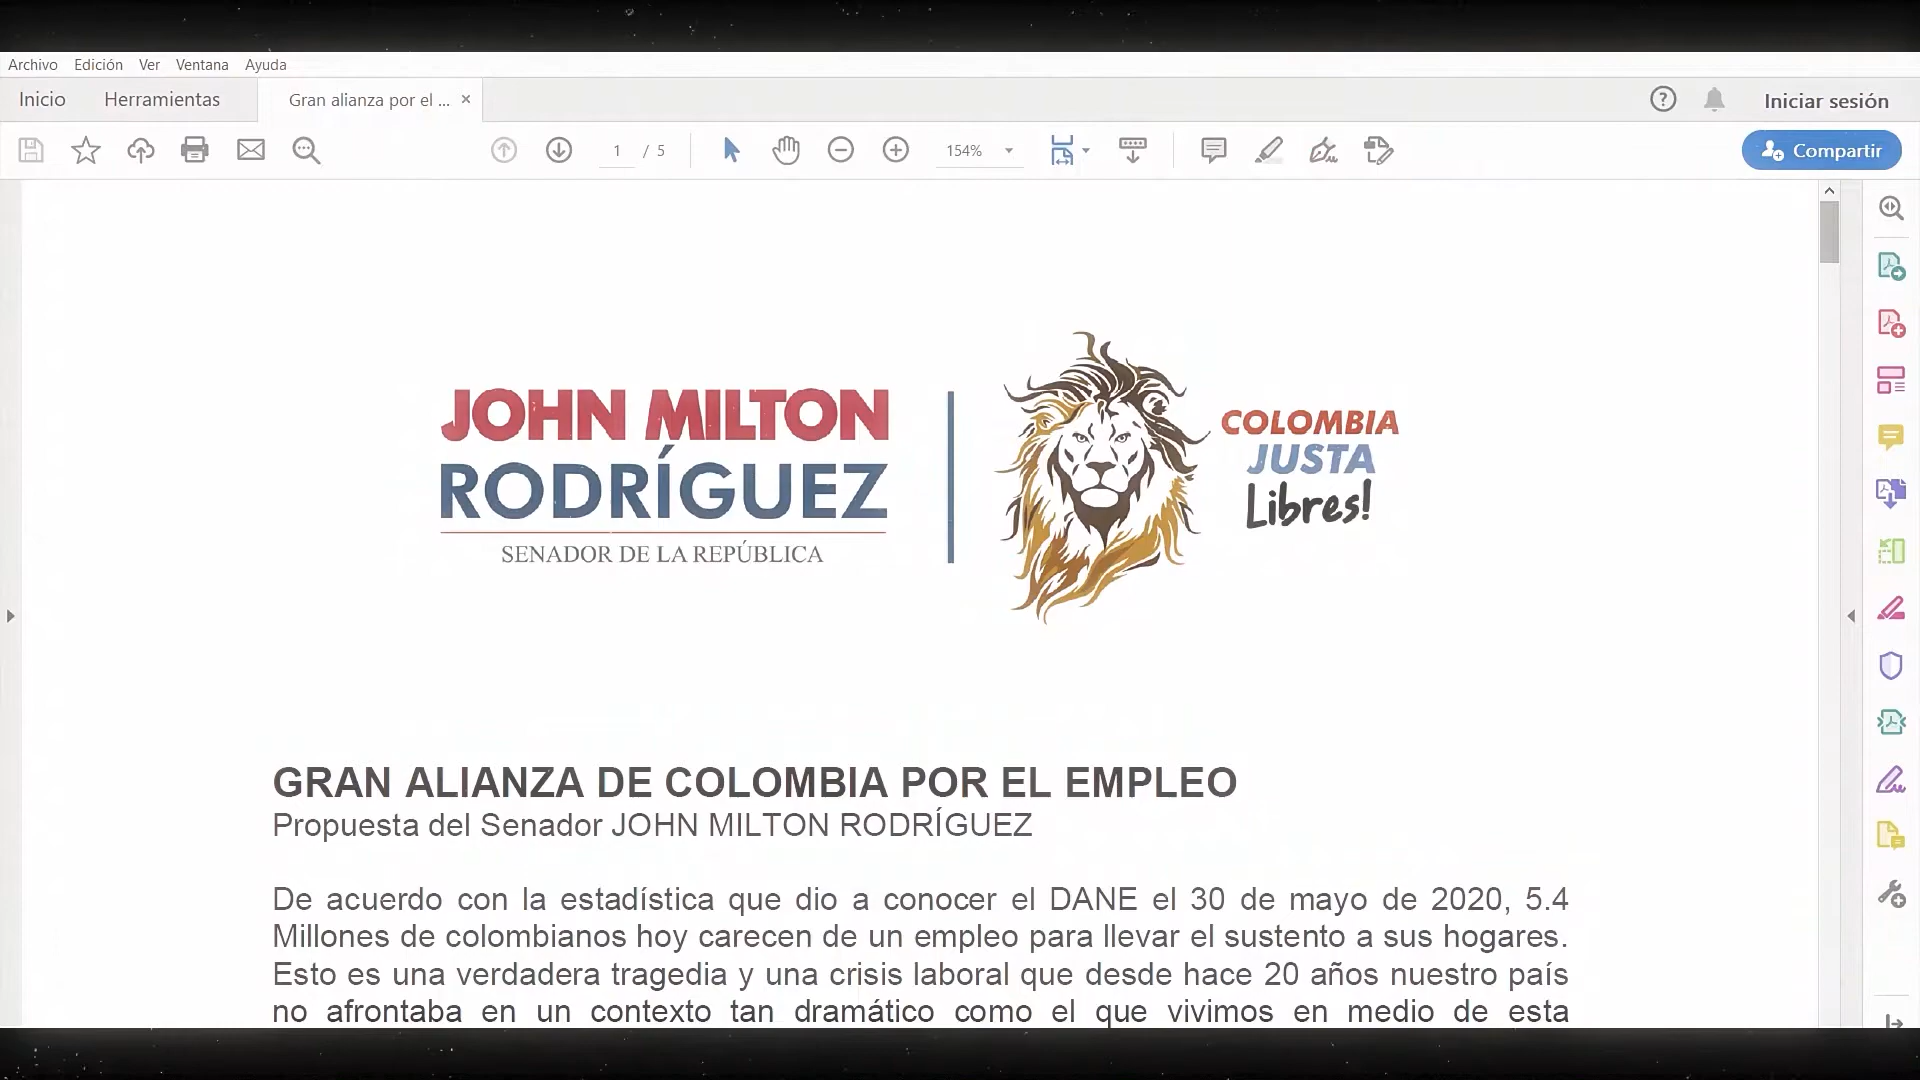 Archivo Edición Ver Ventana Ayuda
Inicio Herramientas Gran alianza por el ... × Iniciar sesión
1 / 5 154% Compartir
JOHN MILTON
RODRÍGUEZ
SENADOR DE LA REPÚBLICA
COLOMBIA
JUSTA
Libres!
GRAN ALIANZA DE COLOMBIA POR EL EMPLEO
Propuesta del Senador JOHN MILTON RODRÍGUEZ
De acuerdo con la estadística que dio a conocer el DANE el 30 de mayo de 2020, 5.4
Millones de colombianos hoy carecen de un empleo para llevar el sustento a sus hogares.
Esto es una verdadera tragedia y una crisis laboral que desde hace 20 años nuestro país
no afrontaba en un contexto tan dramático como el que vivimos en medio de esta